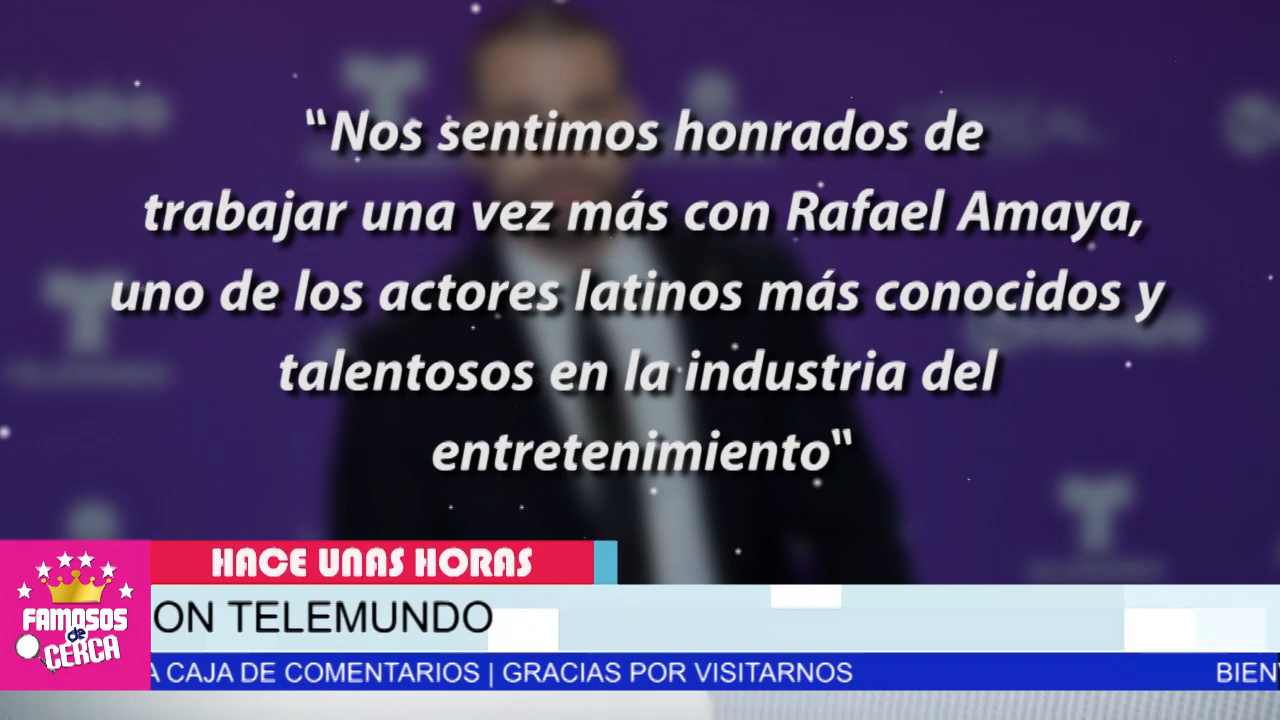 "Nos sentimos honrados de
trabajar una vez más con Rafael Amaya,
uno de los actores latinos más conocidos y
talentosos en la industria del
entretenimiento"
HACE UNAS HORAS
ON TELEMUNDO
FAMOSOS
de
CERCA
A CAJA DE COMENTARIOS | GRACIAS POR VISITARNOS BIEN